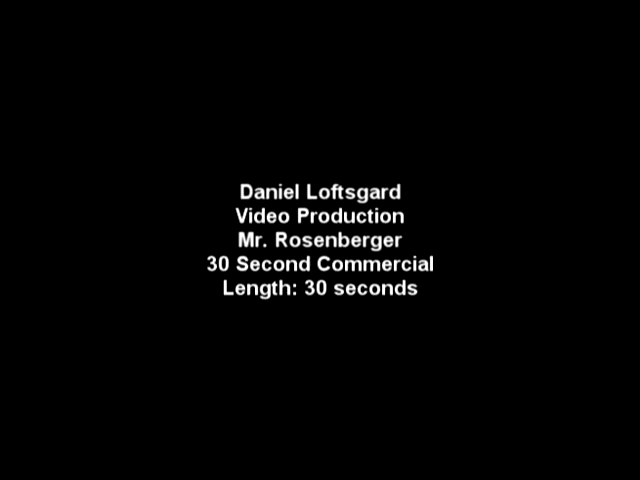 Daniel Loftsgard
Video Production
Mr. Rosenberger
30 Second Commercial
Length: 30 seconds